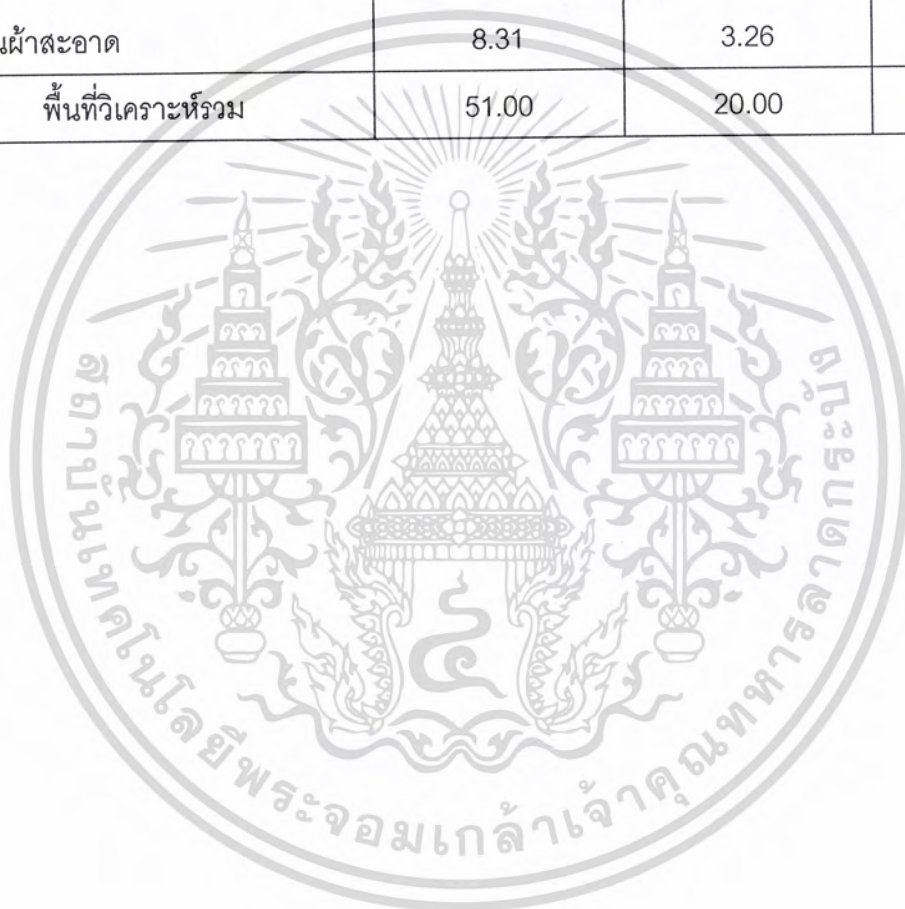 นผ้าสะอาด 8.31 3.26
พื้นที่วิเคราะห์รวม 51.00 20.00
สถาบันเทคโนโลยีพระจอมเกล้าเจ้าคุณทหารลาดกระบัง
๔